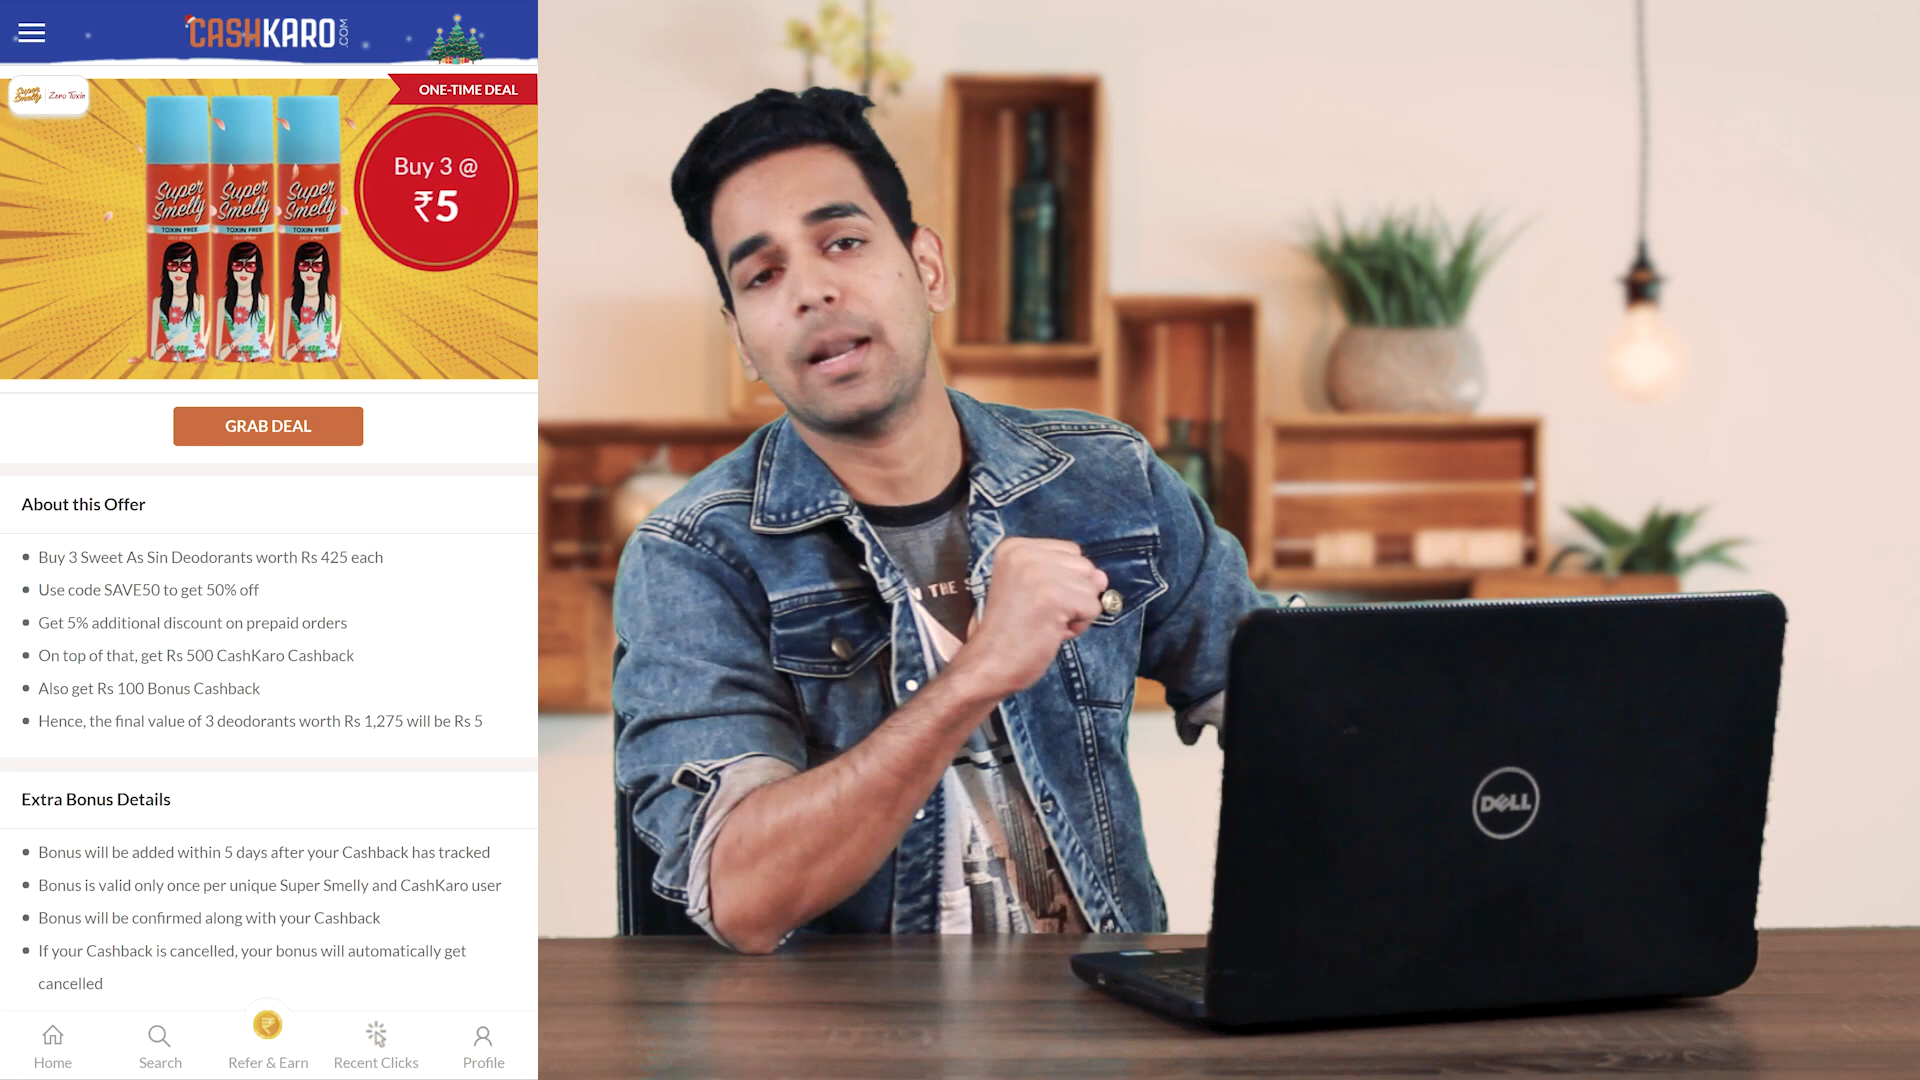 CASHKARO.COM
Super Smelly Zero Toxin
ONE-TIME DEAL
Buy 3 @
₹5
Super Smelly
TOXIN FREE
DEO SPRAY
Super Smelly
TOXIN FREE
DEO SPRAY
Super Smelly
TOXIN FREE
DEO SPRAY
GRAB DEAL
About this Offer
Buy 3 Sweet As Sin Deodorants worth Rs 425 each
Use code SAVE50 to get 50% off
Get 5% additional discount on prepaid orders
On top of that, get Rs 500 CashKaro Cashback
Also get Rs 100 Bonus Cashback
Hence, the final value of 3 deodorants worth Rs 1,275 will be Rs 5
Extra Bonus Details
Bonus will be added within 5 days after your Cashback has tracked
Bonus is valid only once per unique Super Smelly and CashKaro user
Bonus will be confirmed along with your Cashback
If your Cashback is cancelled, your bonus will automatically get
cancelled
Home
Search
Refer & Earn
Recent Clicks
Profile
IN THE
DELL